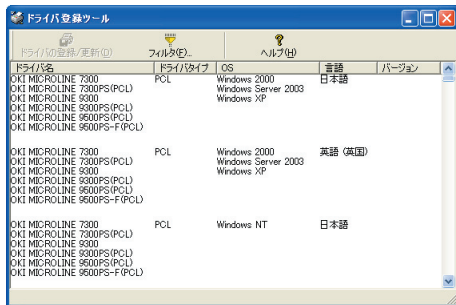 ドライバ登録ツール
ドライバの登録/更新(D) フィルタ(F)... ヘルプ(H)
ドライバ名 ドライバタイプ OS 言語 バージョン
OKI MICROLINE 7300 PCL Windows 2000 日本語
OKI MICROLINE 7300PS(PCL) Windows Server 2003
OKI MICROLINE 9300 Windows XP
OKI MICROLINE 9300PS(PCL)
OKI MICROLINE 9500PS(PCL)
OKI MICROLINE 9500PS-F(PCL)
OKI MICROLINE 7300 PCL Windows 2000 英語 (英国)
OKI MICROLINE 7300PS(PCL) Windows Server 2003
OKI MICROLINE 9300 Windows XP
OKI MICROLINE 9300PS(PCL)
OKI MICROLINE 9500PS(PCL)
OKI MICROLINE 9500PS-F(PCL)
OKI MICROLINE 7300 PCL Windows NT 日本語
OKI MICROLINE 7300PS(PCL)
OKI MICROLINE 9300
OKI MICROLINE 9300PS(PCL)
OKI MICROLINE 9500PS(PCL)
OKI MICROLINE 9500PS-F(PCL)